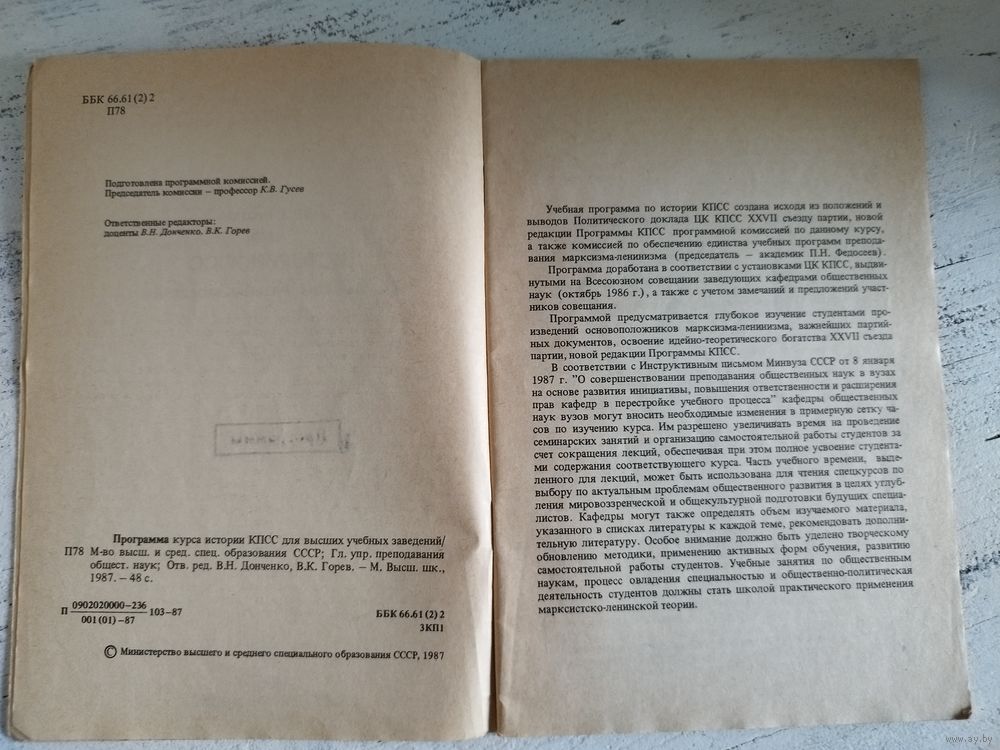 ББК 66.61(2)2
П78
Подготовлена программной комиссией.
Председатель комиссии – профессор К.В. Гусев
Ответственные редакторы:
доценты В.Н. Донченко, В.К. Горев
Программа курса истории КПСС для высших учебных заведений/
П78 М-во высш. и сред. спец. образования СССР; Гл. упр. преподавания
общест. наук; Отв. ред. В.Н. Донченко, В.К. Горев. – М. Высш. шк.,
1987. – 48 с.
П 0902020000–236 103–87
001(01)–87
ББК 66.61(2)2
3КП1
© Министерство высшего и среднего специального образования СССР, 1987
Учебная программа по истории КПСС создана исходя из положений и
выводов Политического доклада ЦК КПСС XXVII съезду партии, новой
редакции Программы КПСС программной комиссией по данному курсу,
а также комиссией по обеспечению единства учебных программ препода-
вания марксизма-ленинизма (председатель – академик П.Н. Федосеев).
Программа доработана в соответствии с установками ЦК КПСС, выдви-
нутыми на Всесоюзном совещании заведующих кафедрами общественных
наук (октябрь 1986 г.), а также с учетом замечаний и предложений участ-
ников совещания.
Программой предусматривается глубокое изучение студентами про-
изведений основоположников марксизма-ленинизма, важнейших партий-
ных документов, освоение идейно-теоретического богатства XXVII съезда
партии, новой редакции Программы КПСС.
В соответствии с Инструктивным письмом Минвуза СССР от 8 января
1987 г. "О совершенствовании преподавания общественных наук в вузах
на основе развития инициативы, повышения ответственности и расширения
прав кафедр в перестройке учебного процесса" кафедры общественных
наук вузов могут вносить необходимые изменения в примерную сетку ча-
сов по изучению курса. Им разрешено увеличивать время на проведение
семинарских занятий и организацию самостоятельной работы студентов за
счет сокращения лекций, обеспечивая при этом полное усвоение студента-
ми содержания соответствующего курса. Часть учебного времени, выде-
ленного для лекций, может быть использована для чтения спецкурсов по
выбору по актуальным проблемам общественного развития в целях углуб-
ления мировоззренческой и общекультурной подготовки будущих специа-
листов. Кафедры могут также определять объем изучаемого материала,
указанного в списках литературы к каждой теме, рекомендовать дополни-
тельную литературу. Особое внимание должно быть уделено творческому
обновлению методики, применению активных форм обучения, развитию
самостоятельной работы студентов. Учебные занятия по общественным
наукам, процесс овладения специальностью и общественно-политическая
деятельность студентов должны стать школой практического применения
марксистско-ленинской теории.
www.ay.by